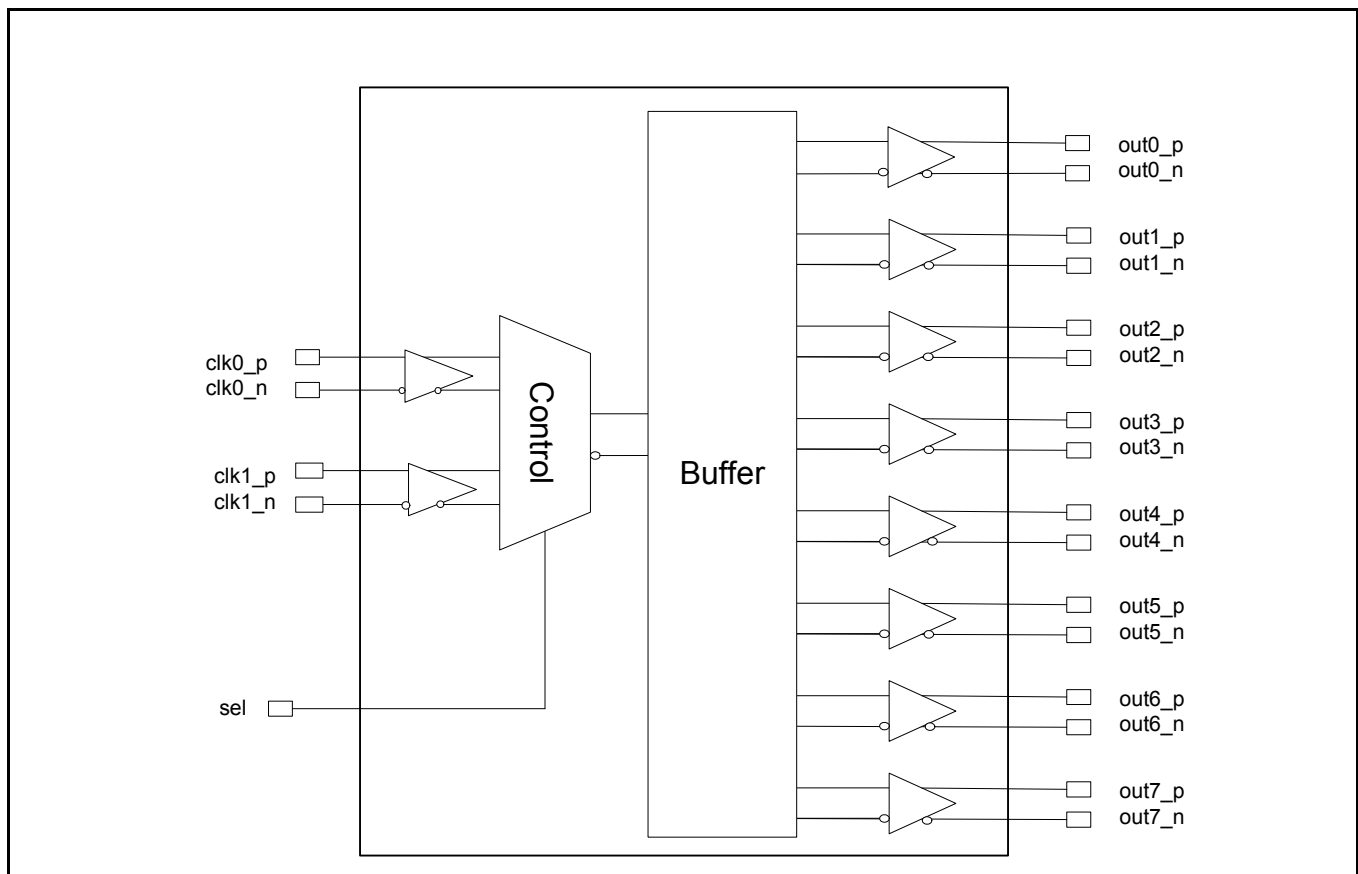 out0_p
out0_n
out1_p
out1_n
out2_p
out2_n
clk0_p
clk0_n
Control
out3_p
out3_n
clk1_p
clk1_n
Buffer
out4_p
out4_n
out5_p
out5_n
sel
out6_p
out6_n
out7_p
out7_n